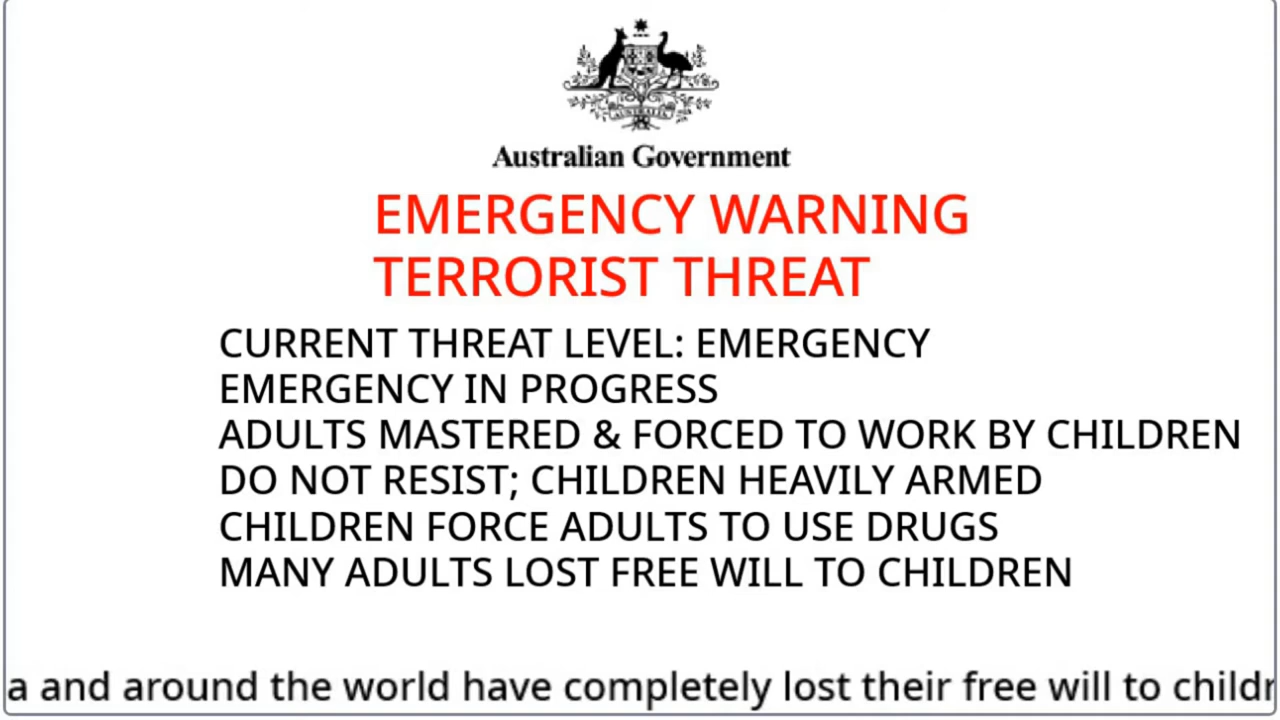 AUSTRALIA
Australian Government
EMERGENCY WARNING
TERRORIST THREAT
CURRENT THREAT LEVEL: EMERGENCY
EMERGENCY IN PROGRESS
ADULTS MASTERED & FORCED TO WORK BY CHILDREN
DO NOT RESIST; CHILDREN HEAVILY ARMED
CHILDREN FORCE ADULTS TO USE DRUGS
MANY ADULTS LOST FREE WILL TO CHILDREN
a and around the world have completely lost their free will to childr